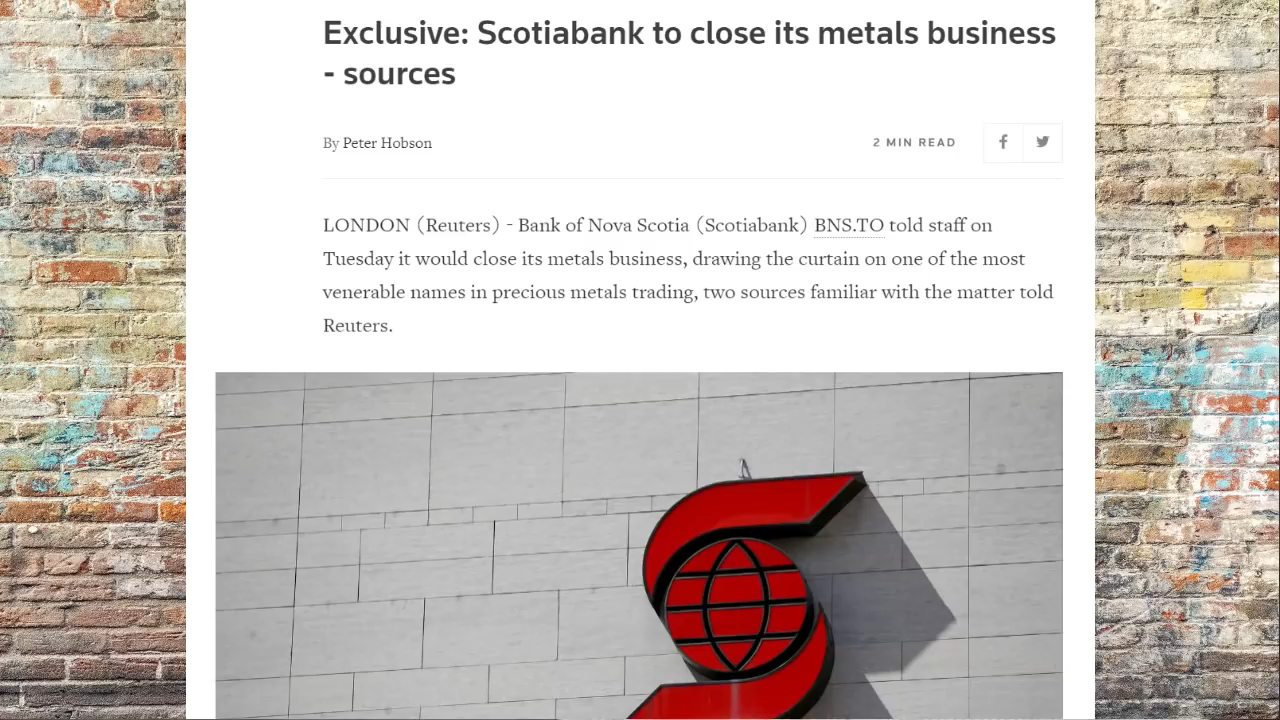 Exclusive: Scotiabank to close its metals business
- sources
By Peter Hobson
2 MIN READ
LONDON (Reuters) - Bank of Nova Scotia (Scotiabank) BNS.TO told staff on
Tuesday it would close its metals business, drawing the curtain on one of the most
venerable names in precious metals trading, two sources familiar with the matter told
Reuters.